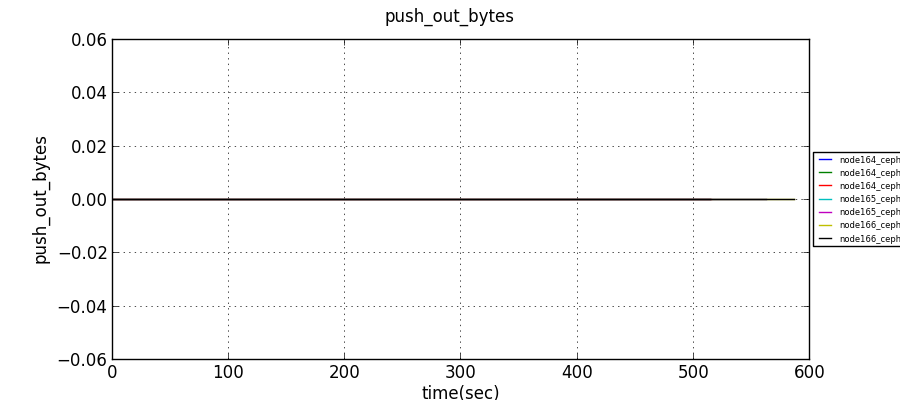 push_out_bytes
0.06
0.04
0.02
0.00
−0.02
−0.04
−0.06
push_out_bytes
0 100 200 300 400 500 600
time(sec)
node164_ceph
node164_ceph
node164_ceph
node165_ceph
node165_ceph
node166_ceph
node166_ceph